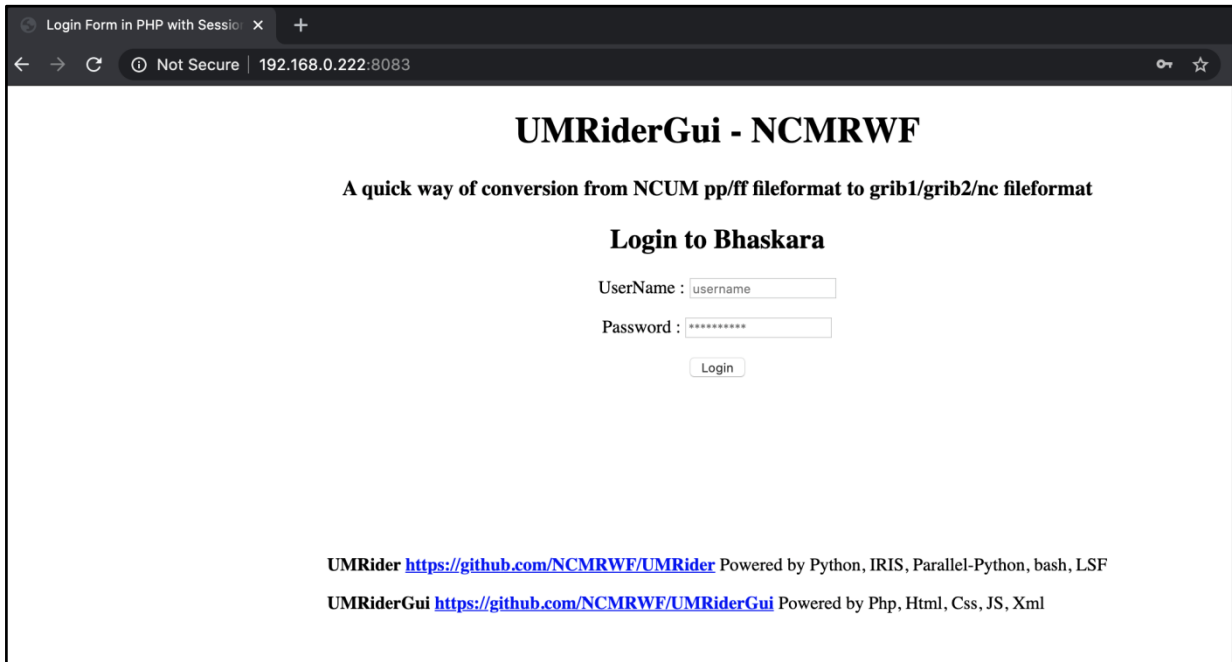 Login Form in PHP with Session
Not Secure | 192.168.0.222:8083
UMRiderGui - NCMRWF
A quick way of conversion from NCUM pp/ff fileformat to grib1/grib2/nc fileformat
Login to Bhaskara
UserName : username
Password : **********
Login
UMRider https://github.com/NCMRWF/UMRider Powered by Python, IRIS, Parallel-Python, bash, LSF
UMRiderGui https://github.com/NCMRWF/UMRiderGui Powered by Php, Html, Css, JS, Xml